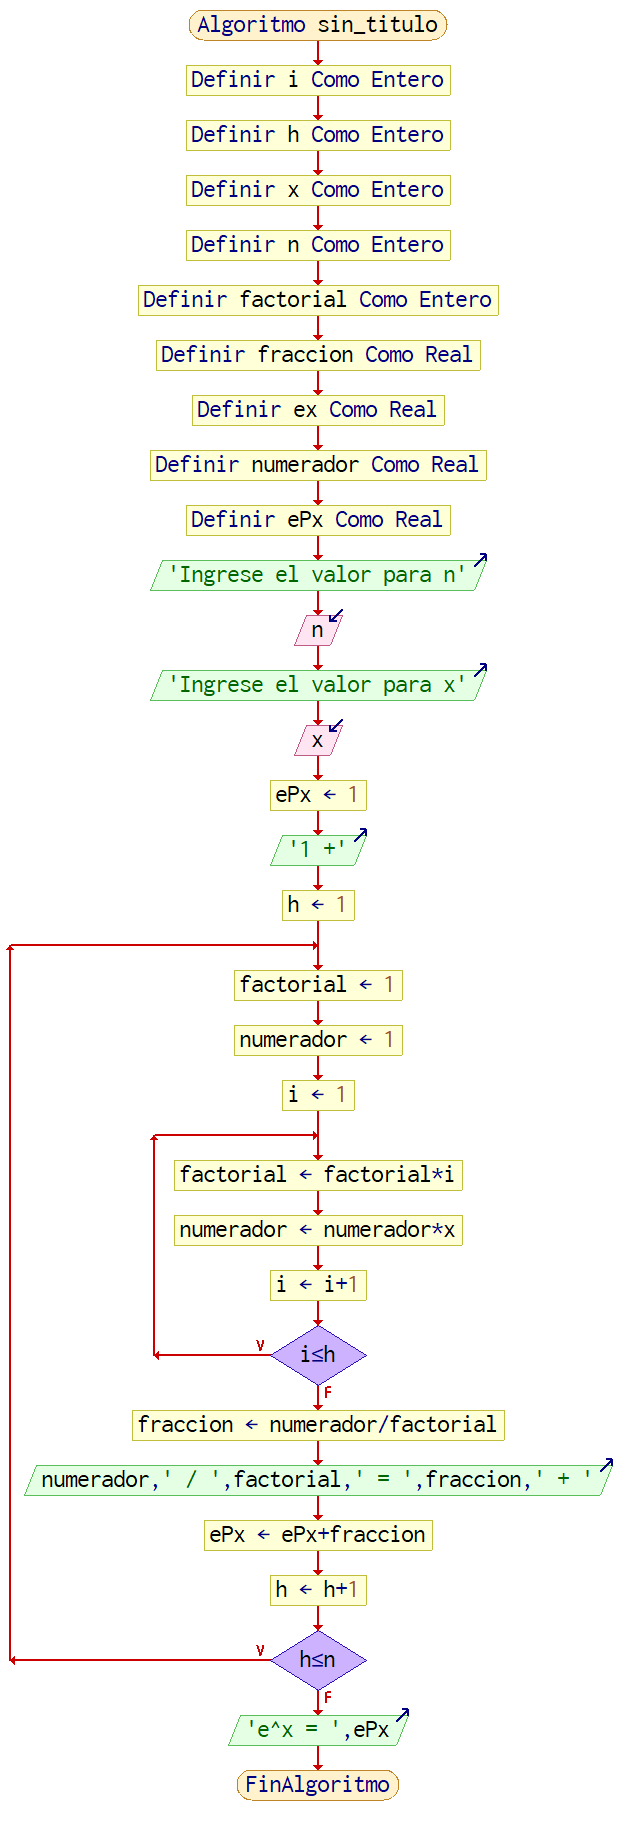 Algoritmo sin_titulo
Definir i Como Entero
Definir h Como Entero
Definir x Como Entero
Definir n Como Entero
Definir factorial Como Entero
Definir fraccion Como Real
Definir ex Como Real
Definir numerador Como Real
Definir ePx Como Real
'Ingrese el valor para n'
n
'Ingrese el valor para x'
x
ePx ← 1
'1 +'
h ← 1
factorial ← 1
numerador ← 1
i ← 1
factorial ← factorial*i
numerador ← numerador*x
i ← i+1
V
i≤h
F
fraccion ← numerador/factorial
numerador,' / ',factorial,' = ',fraccion,' + '
ePx ← ePx+fraccion
h ← h+1
V
h≤n
F
'e^x = ',ePx
FinAlgoritmo